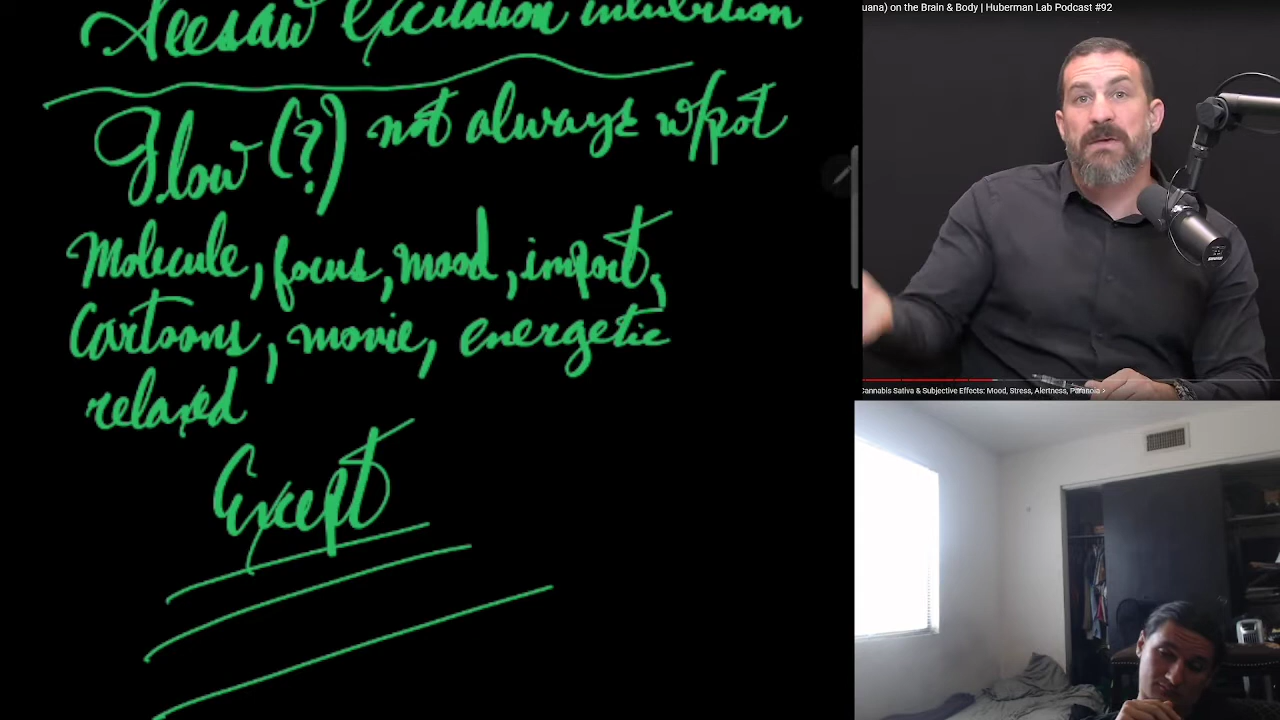 Seesaw Excitation inhibition
Glow (?) not always w/pot
Molecule, focus, mood, import,
Cartoons, movie, energetic
relaxed
Except
uana) on the Brain & Body | Huberman Lab Podcast #92
Cannabis Sativa & Subjective Effects: Mood, Stress, Alertness, Paranoia >